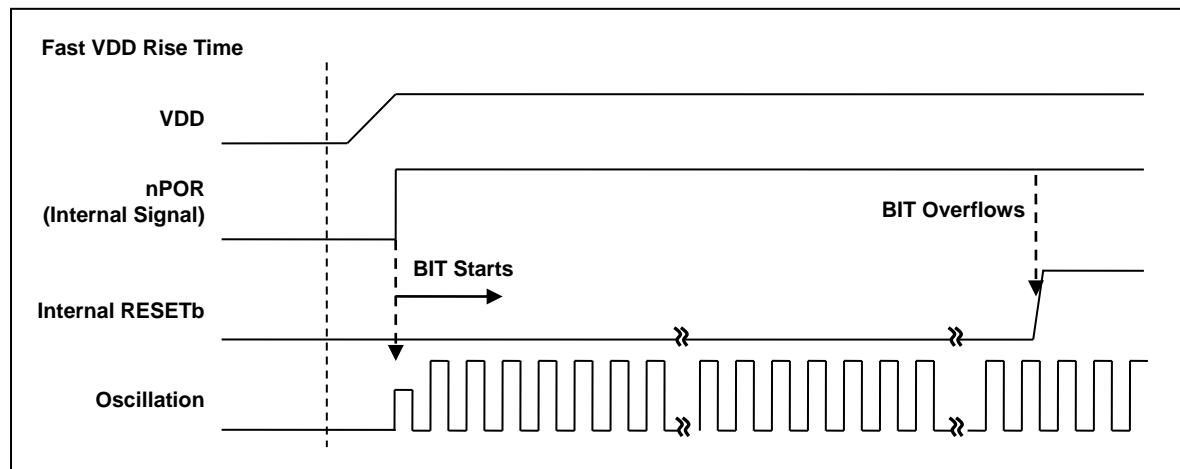 Fast VDD Rise Time
VDD
nPOR
(Internal Signal)
BIT Overflows
BIT Starts
Internal RESETb
Oscillation